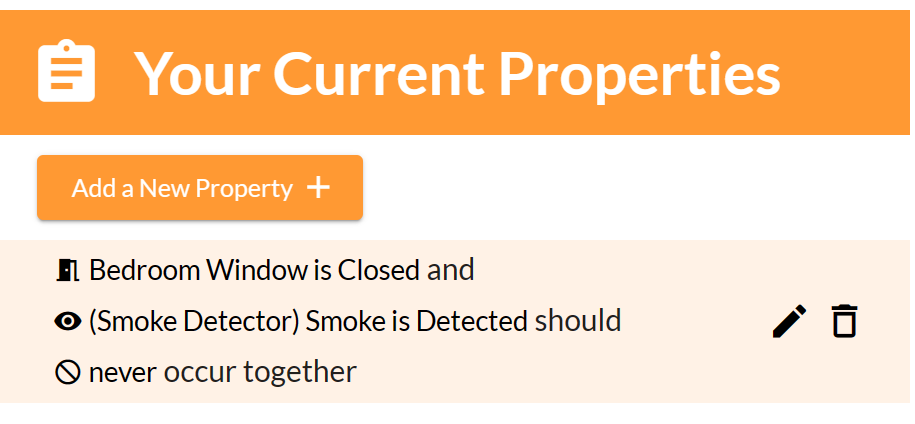 Your Current Properties
Add a New Property +
Bedroom Window is Closed and
(Smoke Detector) Smoke is Detected should
never occur together